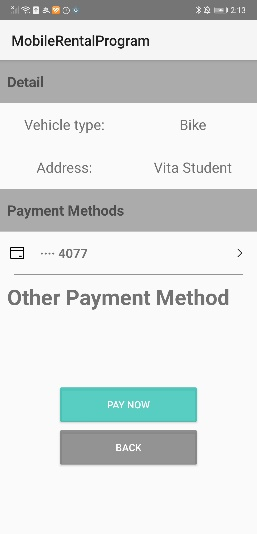 2:13
MobileRentalProgram
Detail
Vehicle type: Bike
Address: Vita Student
Payment Methods
···· 4077
Other Payment Method
PAY NOW
BACK